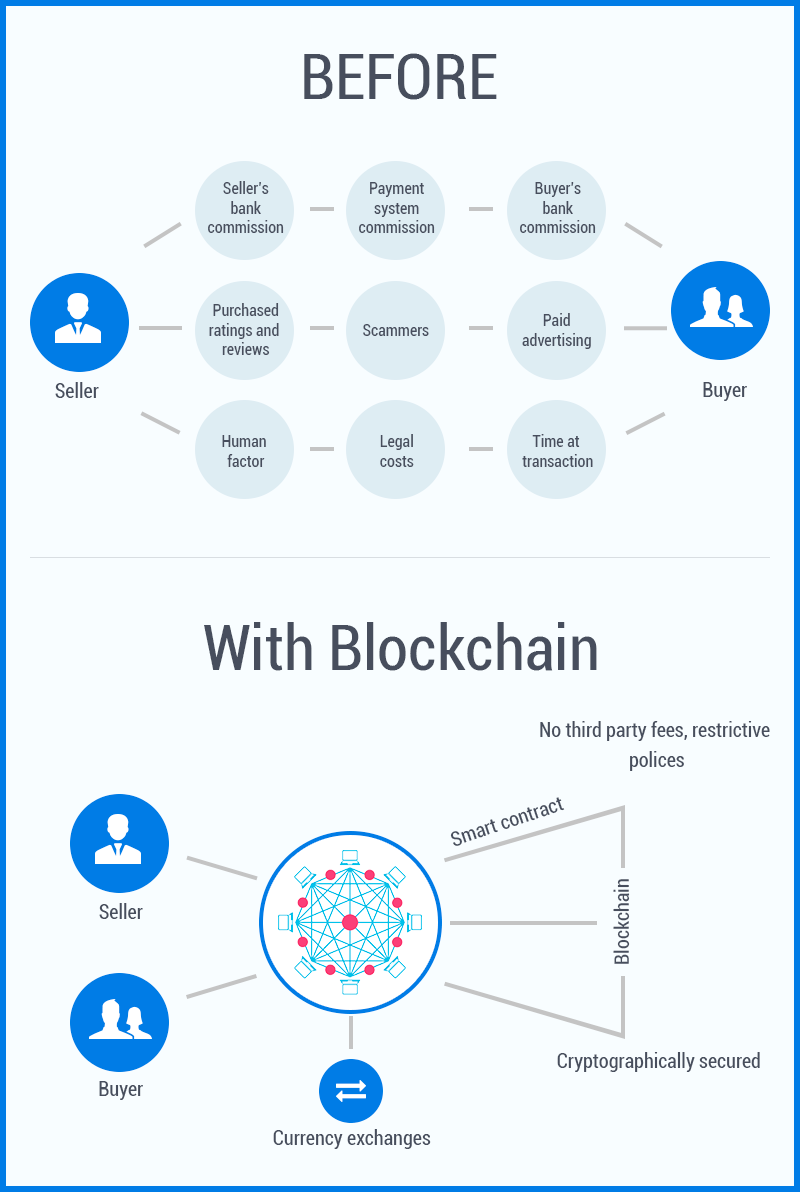 BEFORE
Seller's
bank
commission
Payment
system
commission
Buyer's
bank
commission
Seller
Purchased
ratings and
reviews
Scammers
Paid
advertising
Buyer
Human
factor
Legal
costs
Time at
transaction
With Blockchain
No third party fees, restrictive
polices
Smart contract
Seller
Blockchain
Buyer
Cryptographically secured
Currency exchanges